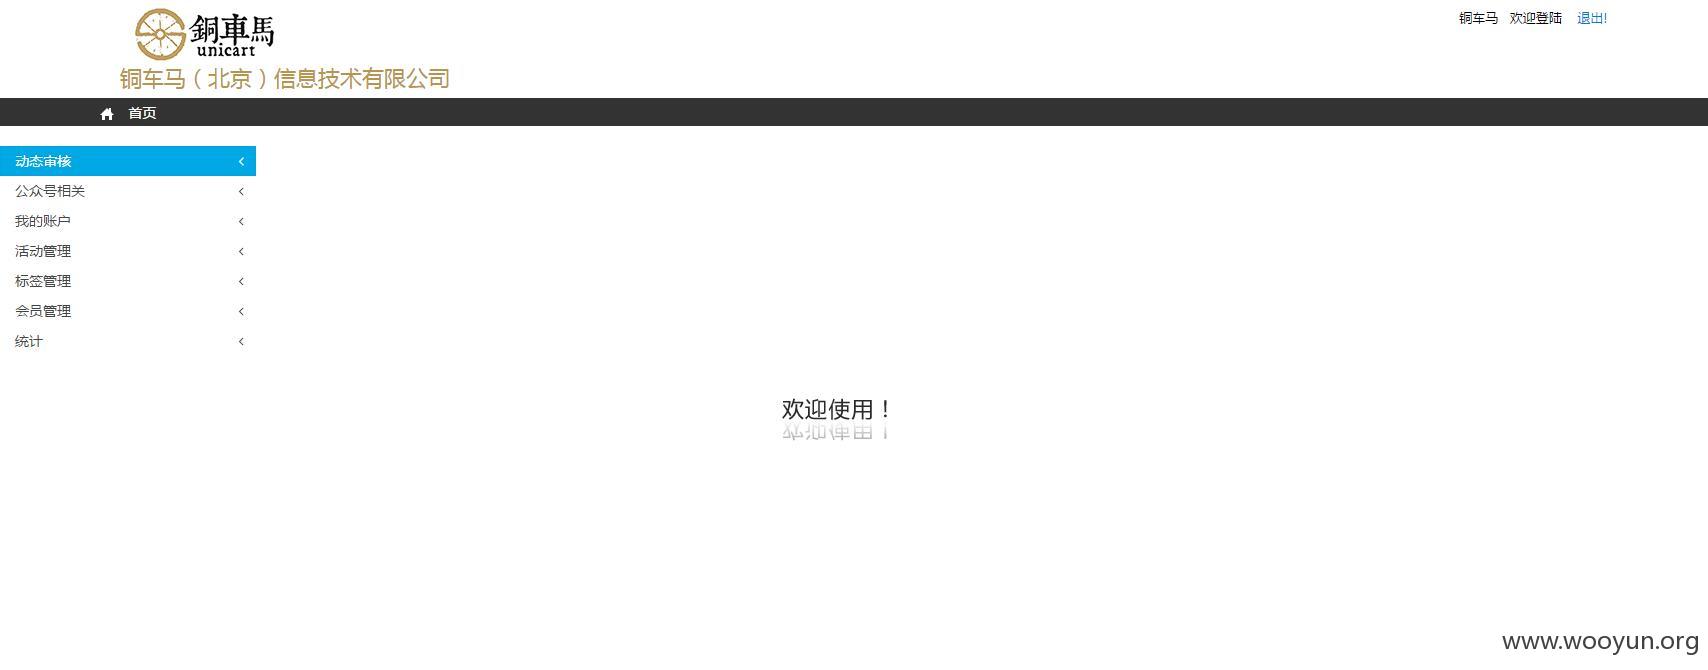 銅車馬
unicart
铜车马（北京）信息技术有限公司
铜车马 欢迎登陆 退出!
首页
动态审核
公众号相关
我的账户
活动管理
标签管理
会员管理
统计
欢迎使用！
www.wooyun.org